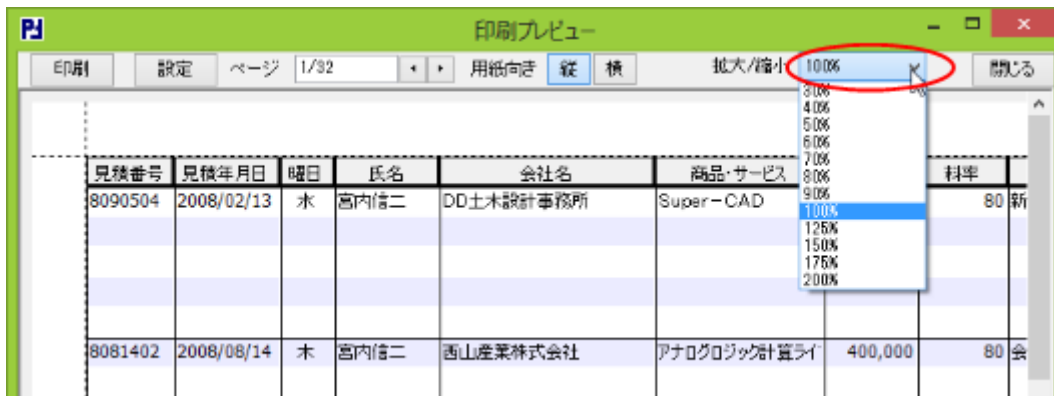 印刷プレビュー
印刷 設定 ページ 1/32 用紙向き 縦 横 拡大/縮小 100% 閉じる
30%
40%
50%
60%
70%
80%
90%
100%
125%
150%
175%
200%
見積番号 見積年月日 曜日 氏名 会社名 商品・サービス 料率
8090504 2008/02/13 水 宮内信二 DD土木設計事務所 Super-CAD 80 新
8081402 2008/08/14 木 宮内信二 西山産業株式会社 アナログロジック計算ライ 400,000 80 会